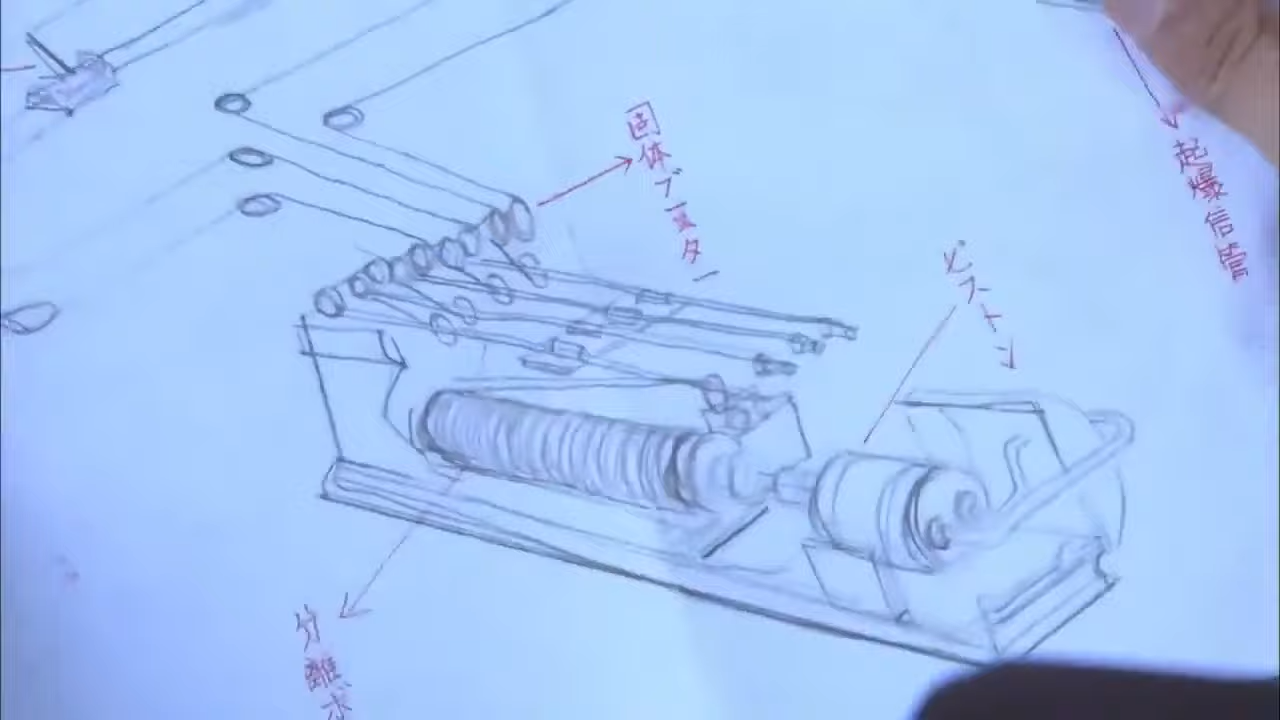 固体ブースター
起爆信管
ピストン
分離ボ